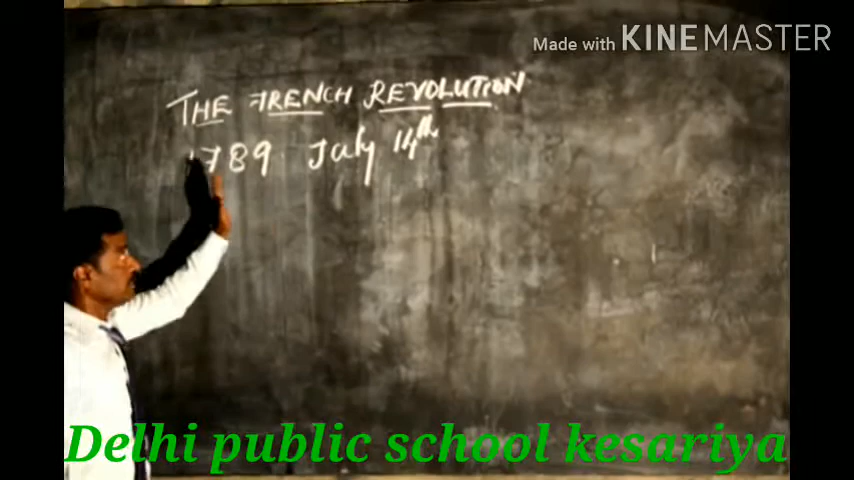 Made with KINEMASTER
THE FRENCH REVOLUTION
1789 July 14th
Delhi public school kesariya